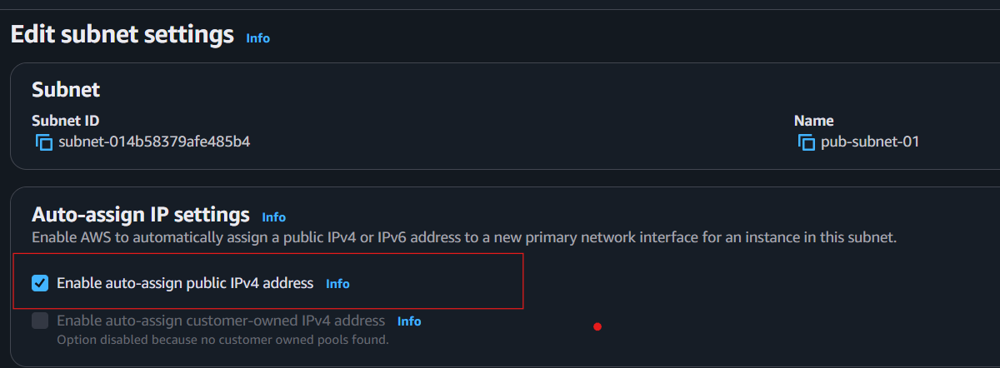 Edit subnet settings Info
Subnet
Subnet ID
subnet-014b58379afe485b4
Name
pub-subnet-01
Auto-assign IP settings Info
Enable AWS to automatically assign a public IPv4 or IPv6 address to a new primary network interface for an instance in this subnet.
Enable auto-assign public IPv4 address Info
Enable auto-assign customer-owned IPv4 address Info
Option disabled because no customer owned pools found.